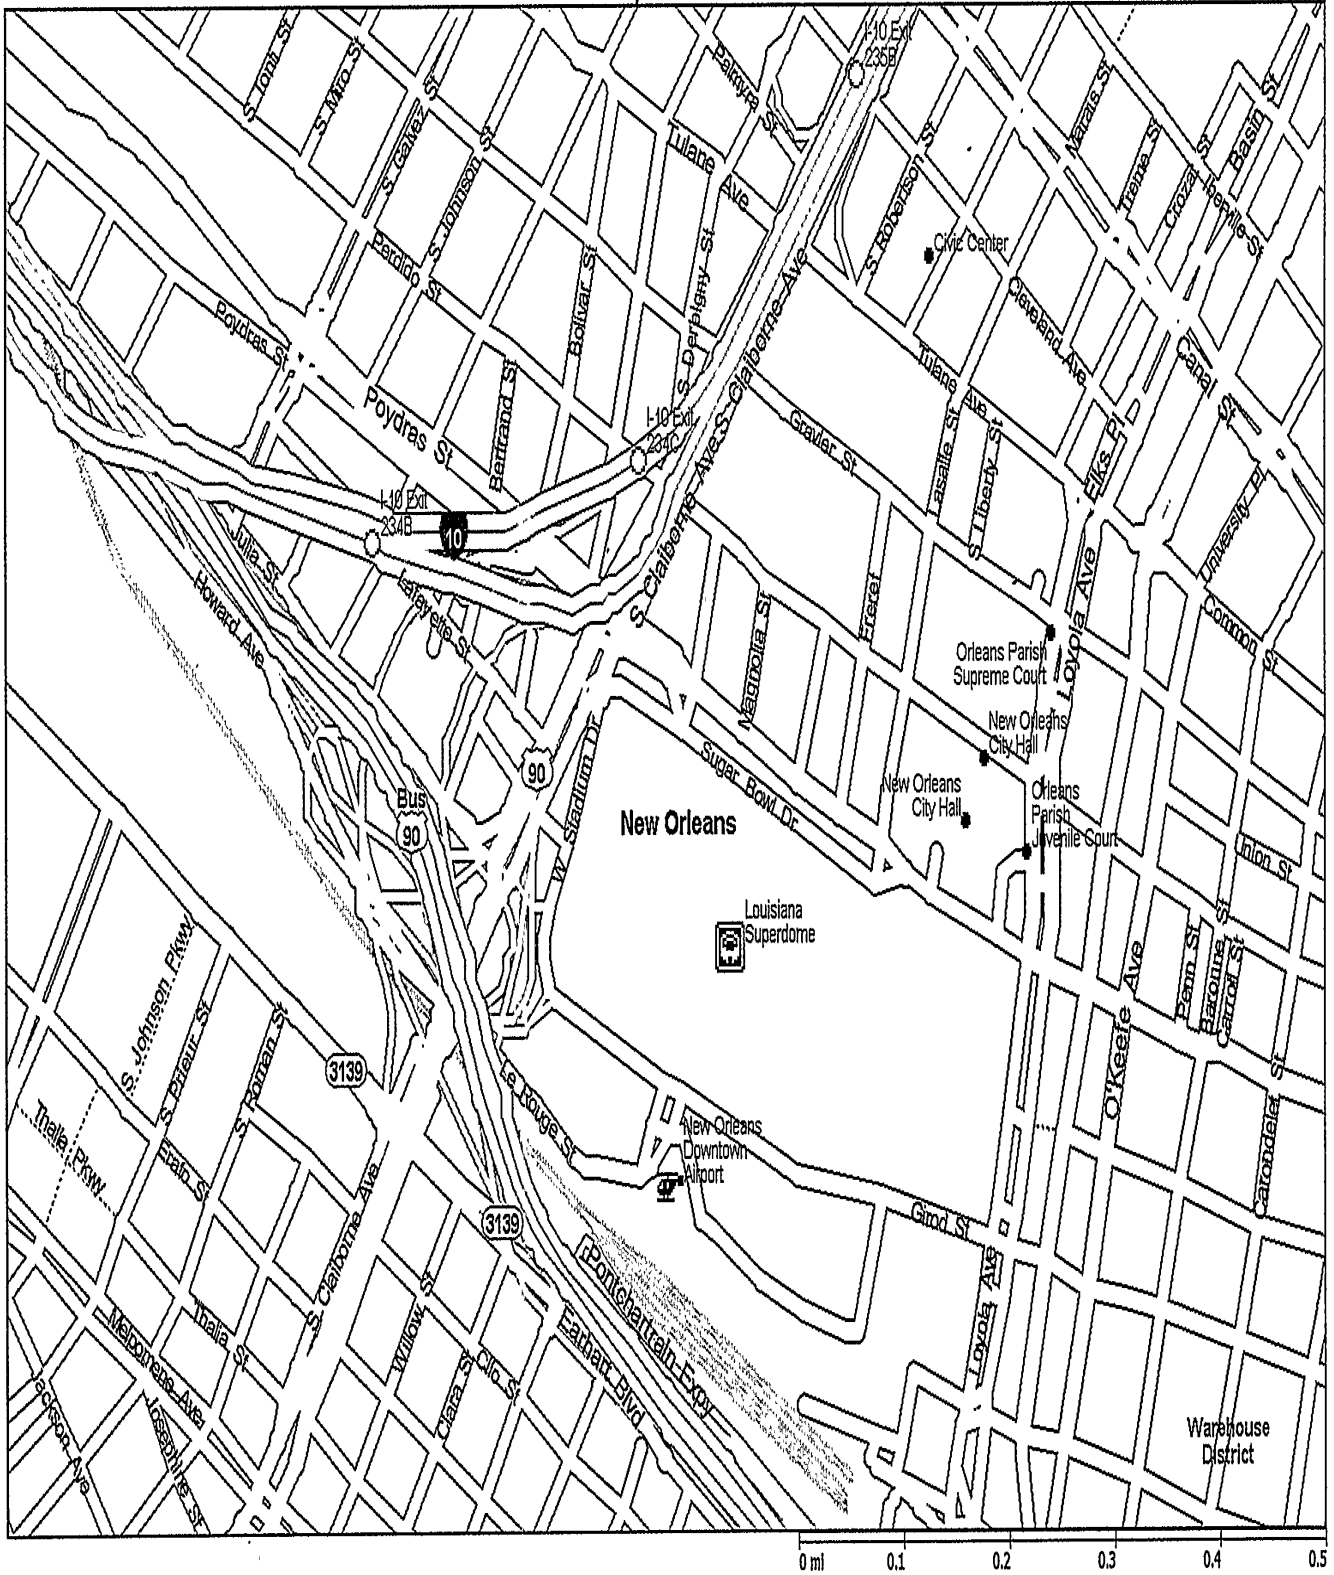 I-10 Exit
235B
S Tonti St
S Miro St
S Galvez St
Palmyra St
Marais St
Basin St
Tulane Ave
S Johnson St
S Robertson St
Treme St
Crozat St
Iberville St
Civic Center
Perdido St
Bolivar St
S Derbigny St
S Claiborne Ave
Cleveland Ave
Poydras St
Tulane Ave
Canal St
Poydras St
Bertrand St
I-10 Exit
234C
Gravier St
Lasalle St
S Liberty St
Elks Pl
University Pl
I-10 Exit
234B
10
S Claiborne Ave
Julia St
Howard Ave
Lafayette St
Magnolia St
Freret
Loyola Ave
Common St
Orleans Parish
Supreme Court
New Orleans
City Hall
90
W Stadium Dr
Sugar Bowl Dr
New Orleans
City Hall
Orleans
Parish
Juvenile Court
Bus
90
New Orleans
Union St
Louisiana
Superdome
S Johnson Pkwy
S Prieur St
S Roman St
O'Keefe Ave
Penn St
Baronne St
Carroll St
3139
Le Rouge St
New Orleans
Downtown
Airport
Thalia Pkwy
Erato St
Carondelet St
3139
Girod St
S Claiborne Ave
Pontchartrain Expy
Loyola Ave
Melpomene Ave
Thalia St
Willow St
Clio St
Clara St
Earhart Blvd
Jackson Ave
Josephine St
Warehouse
District
0 mi 0.1 0.2 0.3 0.4 0.5